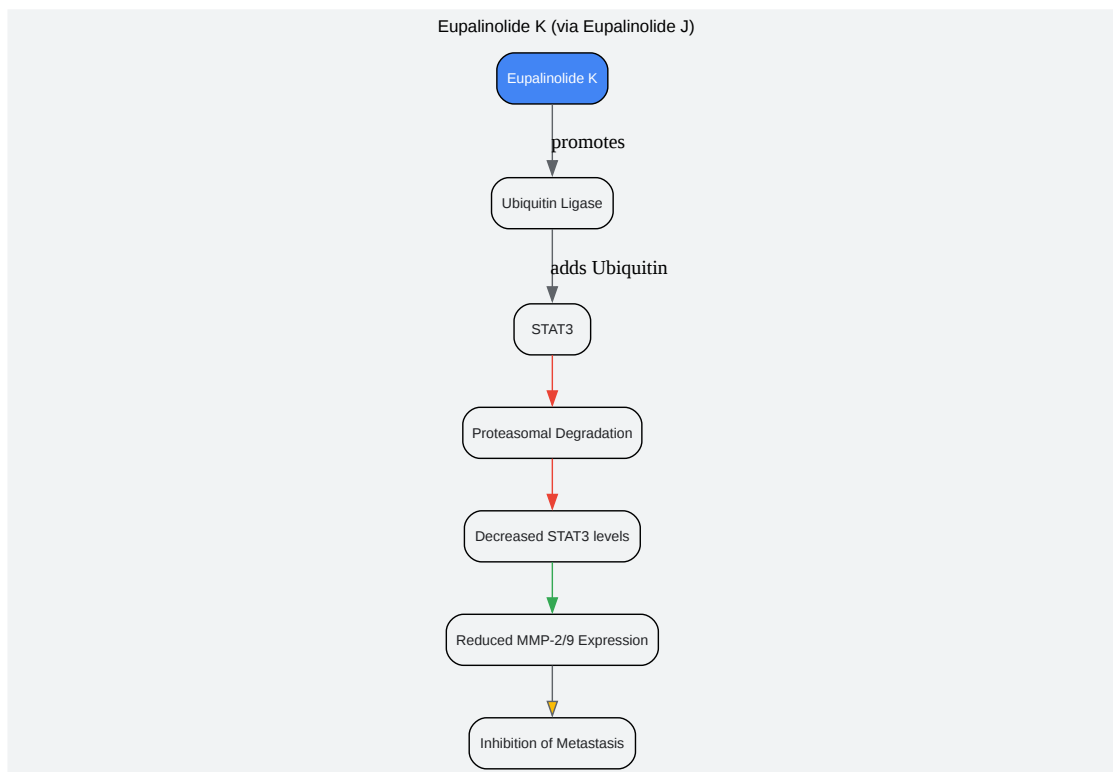 Eupalinolide K (via Eupalinolide J)
Eupalinolide K
promotes
Ubiquitin Ligase
adds Ubiquitin
STAT3
Proteasomal Degradation
Decreased STAT3 levels
Reduced MMP-2/9 Expression
Inhibition of Metastasis